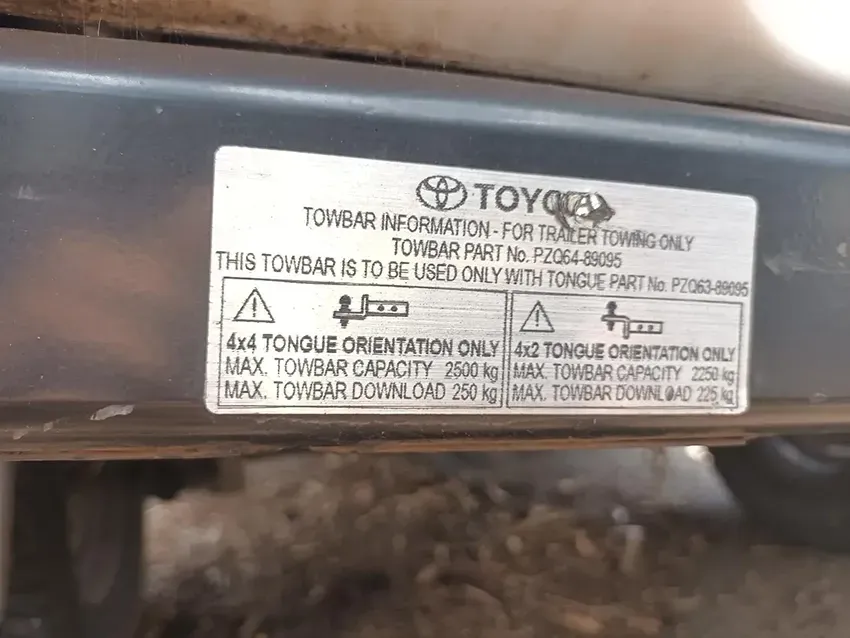 TOYOTA
TOWBAR INFORMATION - FOR TRAILER TOWING ONLY
TOWBAR PART No. PZQ64-89095
THIS TOWBAR IS TO BE USED ONLY WITH TONGUE PART No. PZQ63-89095
4x4 TONGUE ORIENTATION ONLY
MAX. TOWBAR CAPACITY 2500 kg
MAX. TOWBAR DOWNLOAD 250 kg
4x2 TONGUE ORIENTATION ONLY
MAX. TOWBAR CAPACITY 2250 kg
MAX. TOWBAR DOWNLOAD 225 kg